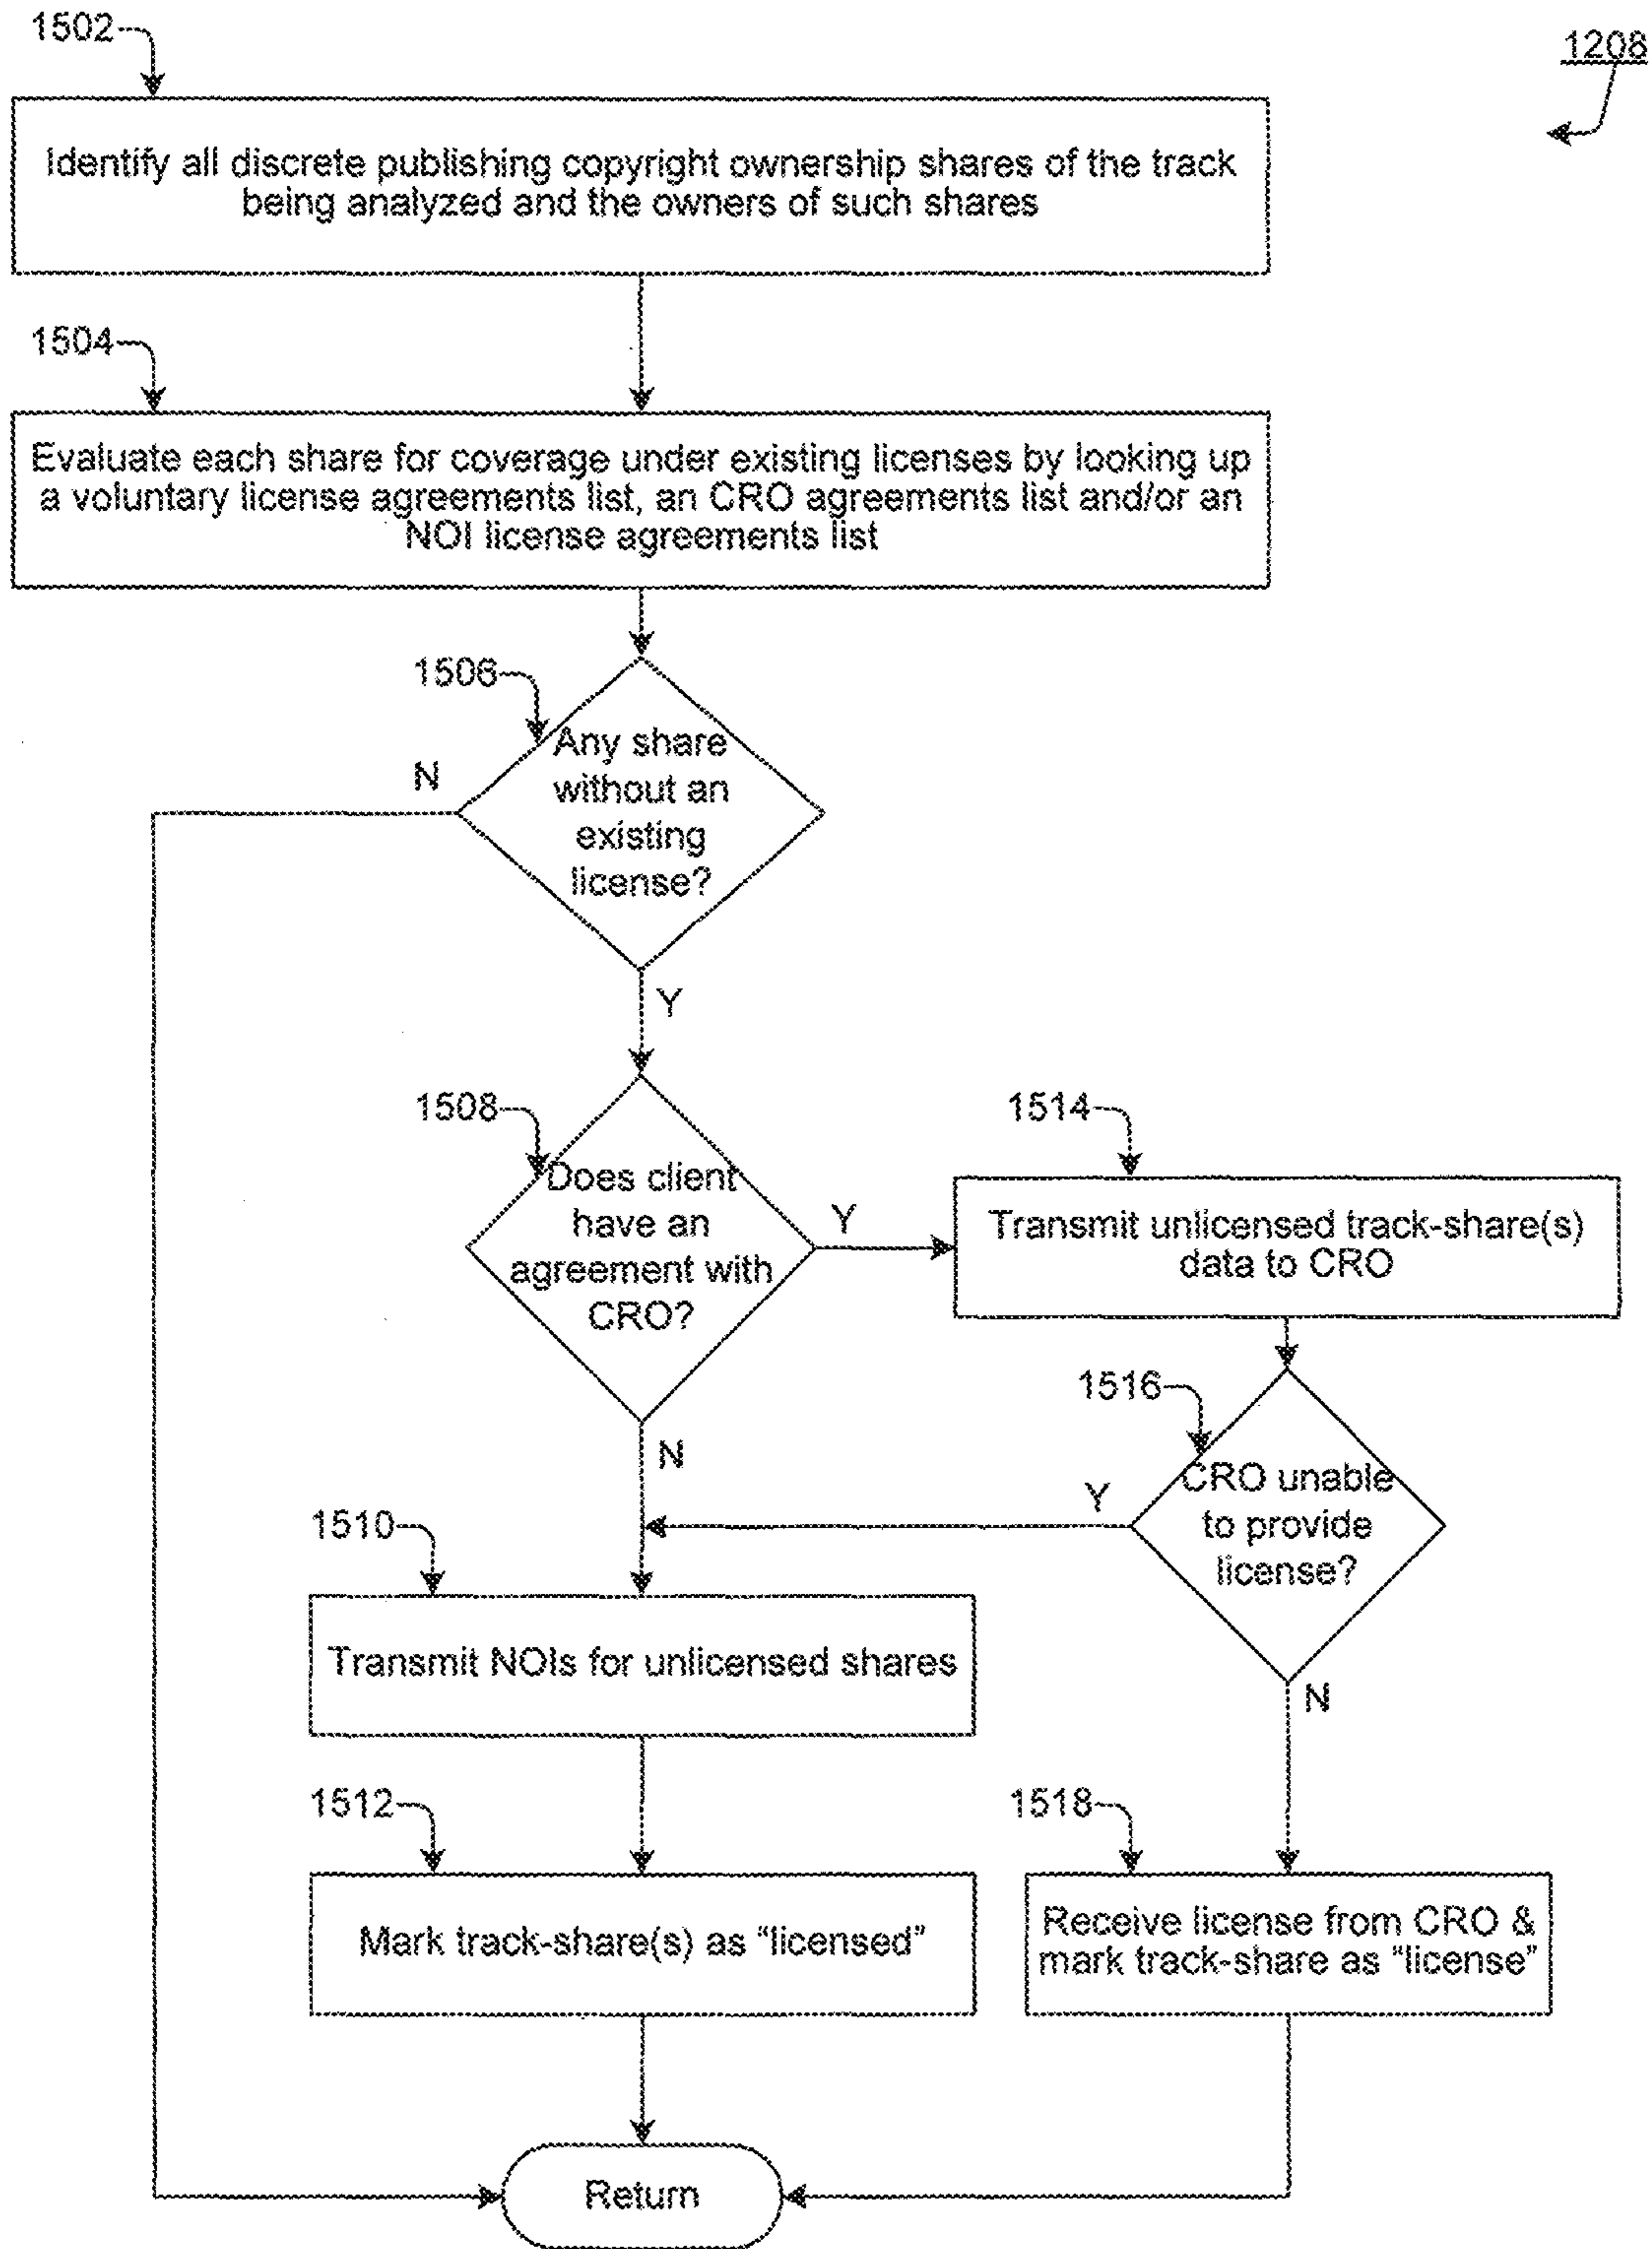 1502
1208
Identify all discrete publishing copyright ownership shares of the track
being analyzed and the owners of such shares
1504
Evaluate each share for coverage under existing licenses by looking up
a voluntary license agreements list, an CRO agreements list and/or an
NOI license agreements list
1506
Any share
without an
existing
license?
N
Y
1508
Does client
have an
agreement with
CRO?
Y
N
1514
Transmit unlicensed track-share(s)
data to CRO
1516
CRO unable
to provide
license?
Y
N
1510
Transmit NOIs for unlicensed shares
1512
Mark track-share(s) as “licensed”
1518
Receive license from CRO &
mark track-share as “license”
Return